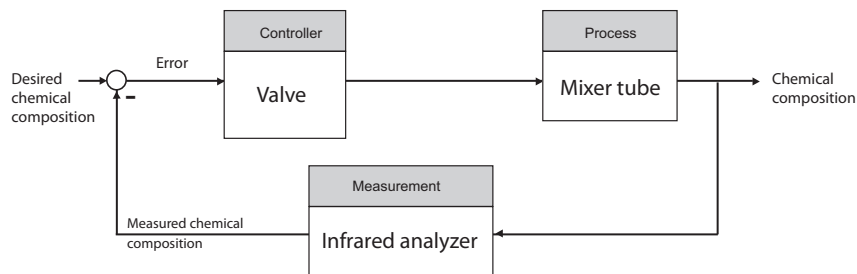 Controller
Process
Error
Desired
chemical
composition
Valve
Mixer tube
Chemical
composition
Measurement
Measured chemical
composition
Infrared analyzer